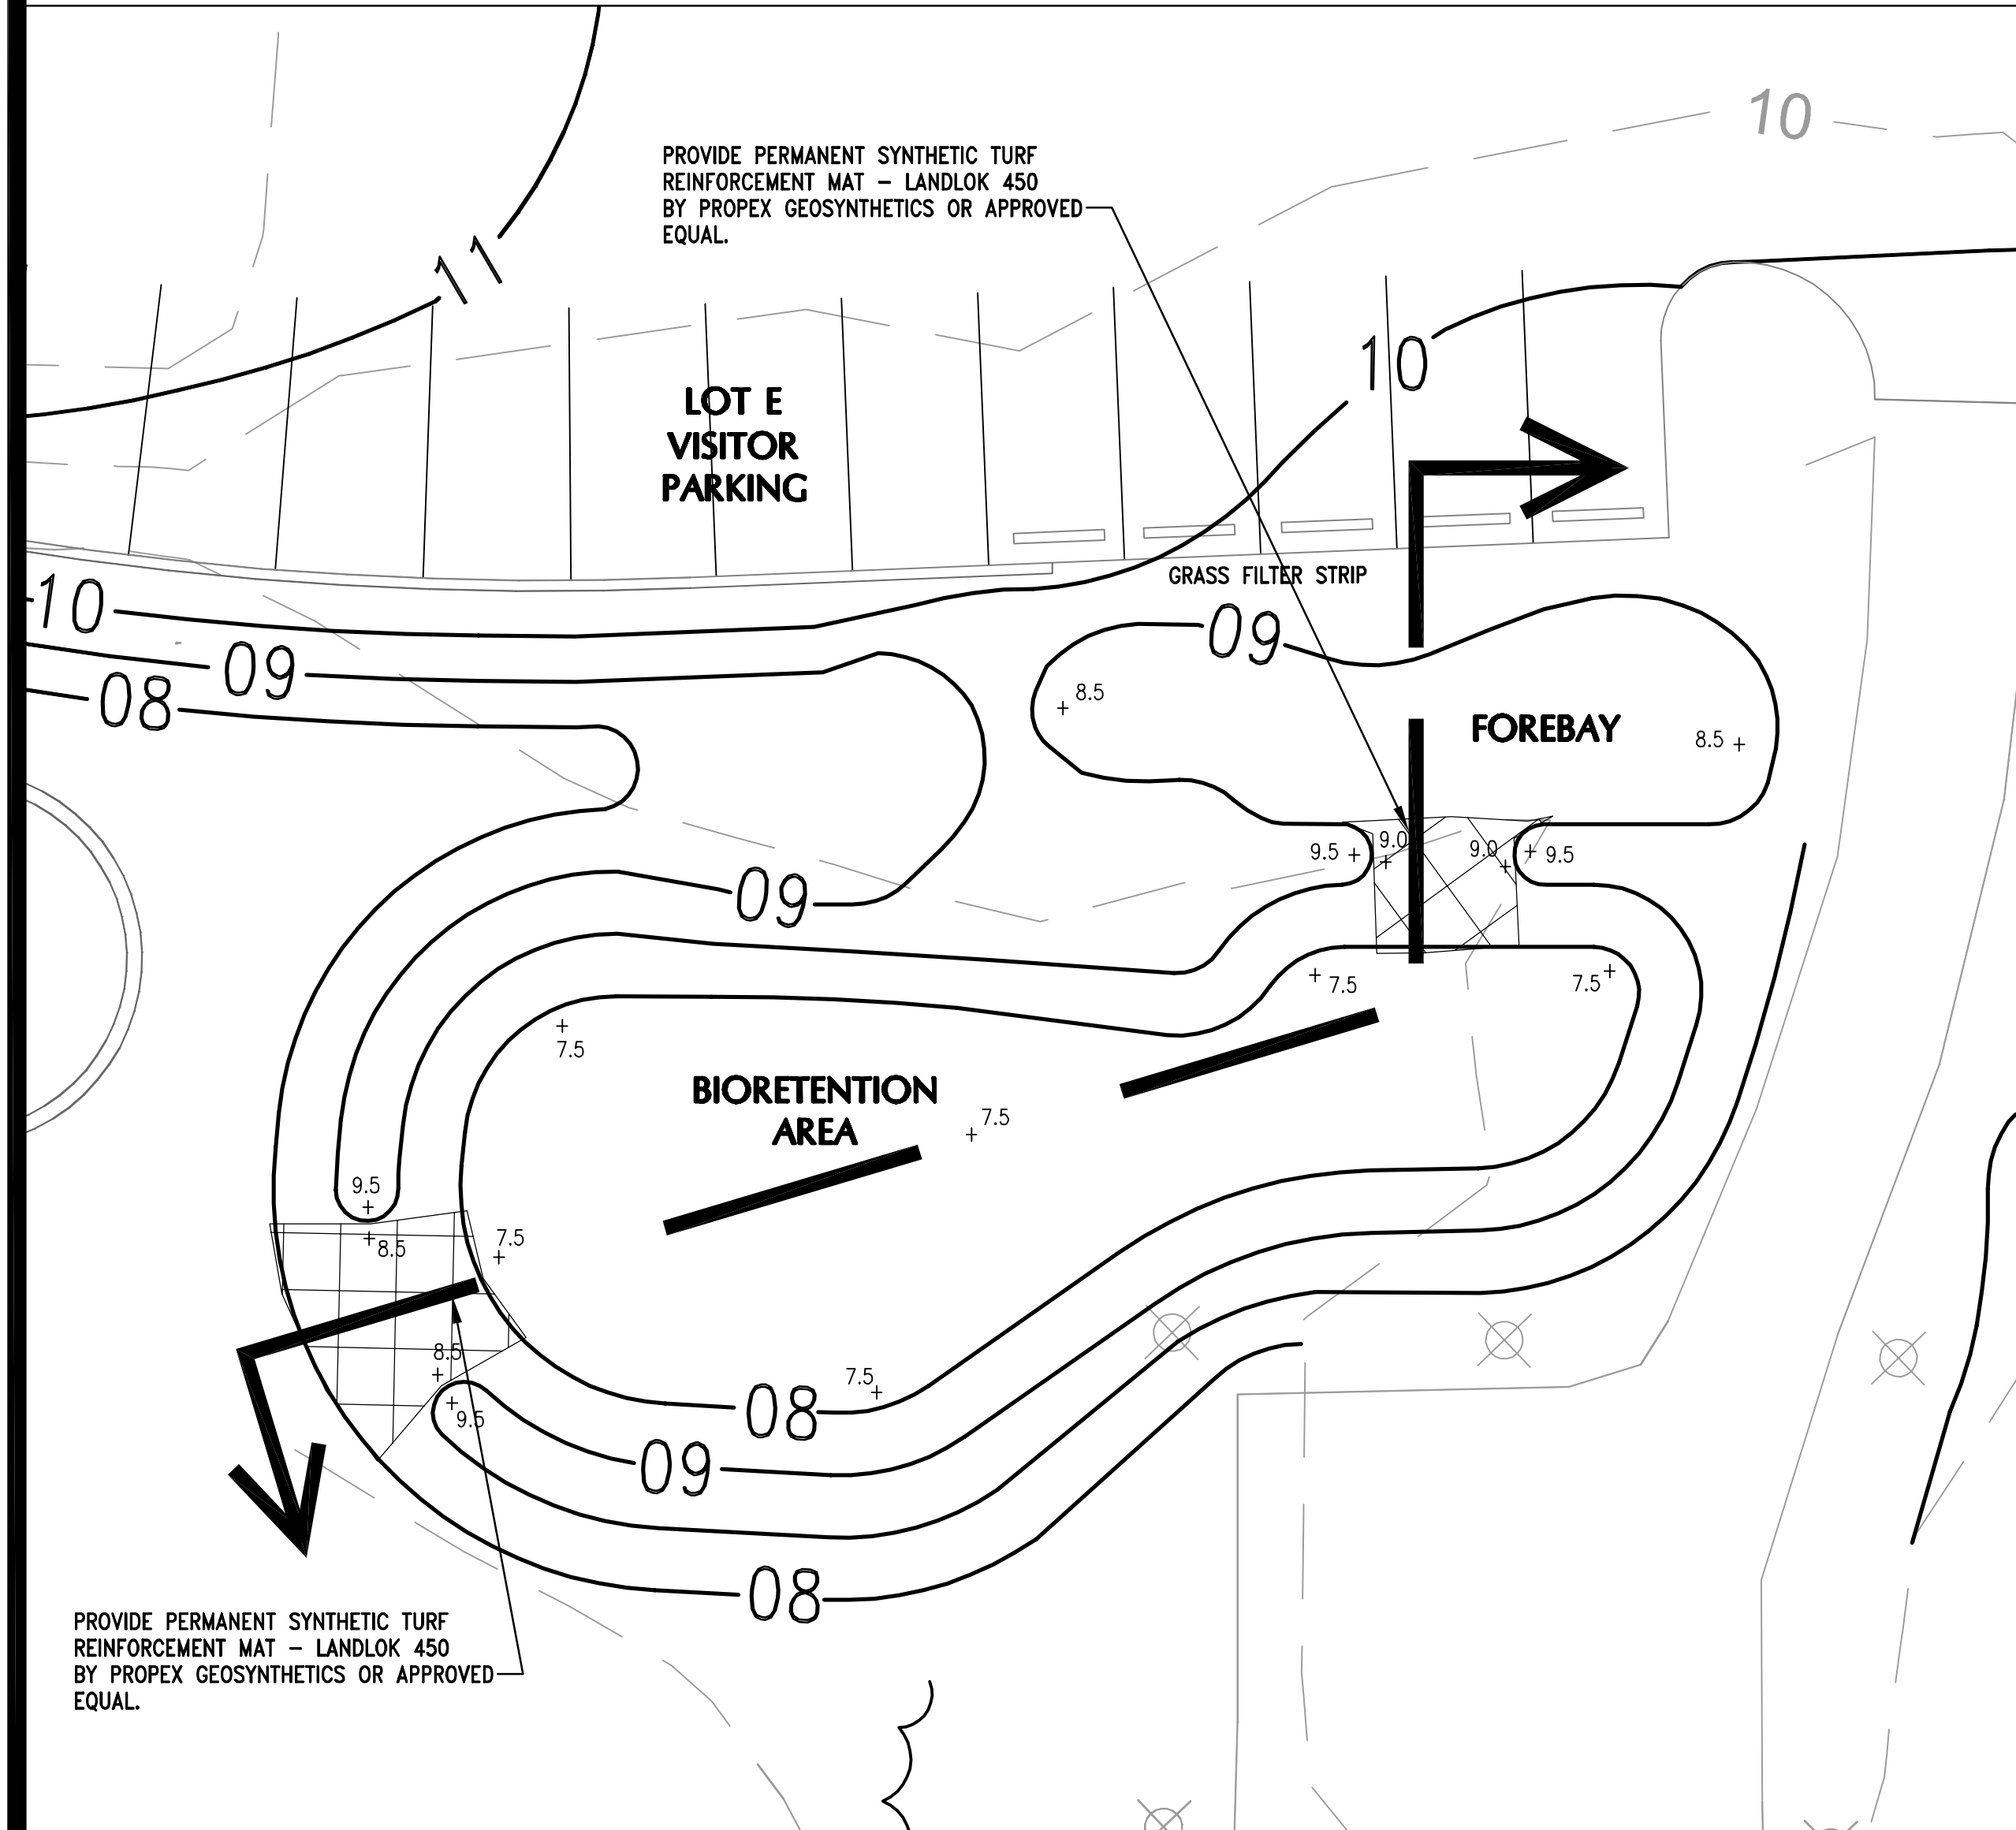 10
PROVIDE PERMANENT SYNTHETIC TURF
REINFORCEMENT MAT – LANDLOK 450
BY PROPEX GEOSYNTHETICS OR APPROVED
EQUAL.
11
10
LOT E
VISITOR
PARKING
GRASS FILTER STRIP
10
09
09
08
8.5
FOREBAY
8.5
9.5
9.0
9.0
9.5
09
7.5
7.5
7.5
BIORETENTION
AREA
7.5
9.5
8.5
7.5
8.5
7.5
9.5
08
09
08
PROVIDE PERMANENT SYNTHETIC TURF
REINFORCEMENT MAT – LANDLOK 450
BY PROPEX GEOSYNTHETICS OR APPROVED
EQUAL.